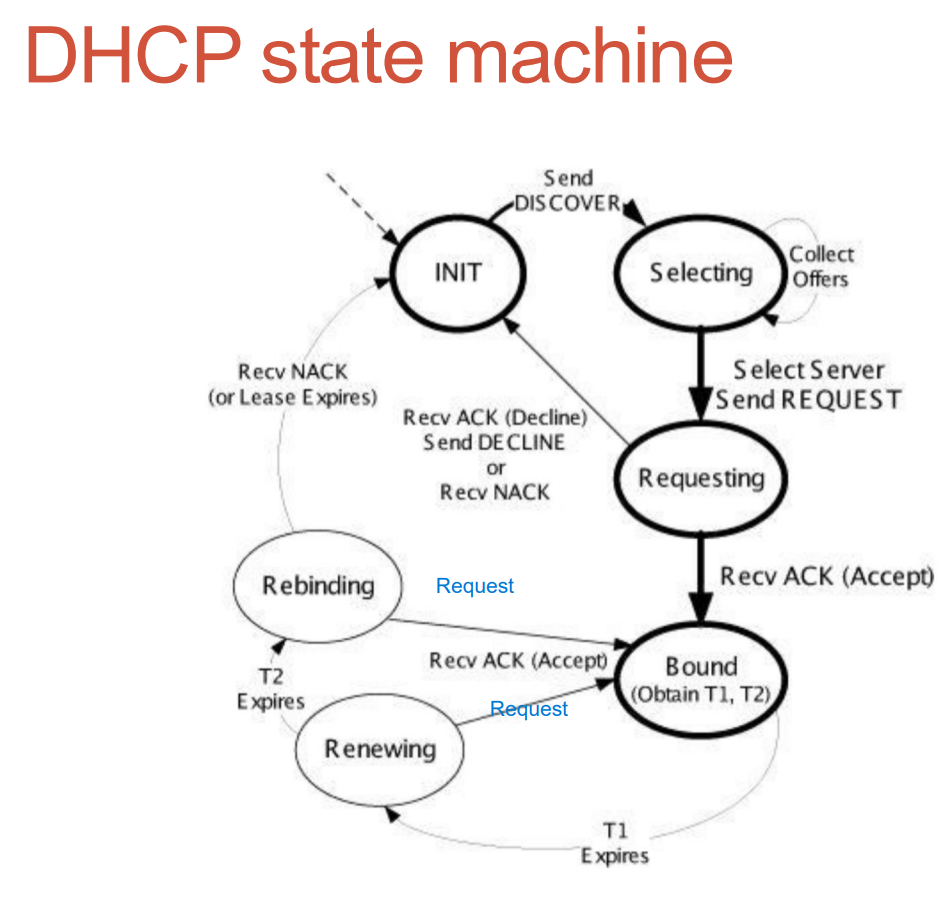 DHCP state machine
Send
DISCOVER
INIT
Selecting
Collect
Offers
Recv NACK
(or Lease Expires)
Select Server
Send REQUEST
Recv ACK (Decline)
Send DECLINE
or
Recv NACK
Requesting
Rebinding
Request
Recv ACK (Accept)
Recv ACK (Accept)
Bound
(Obtain T1, T2)
T2
Expires
Request
Renewing
T1
Expires